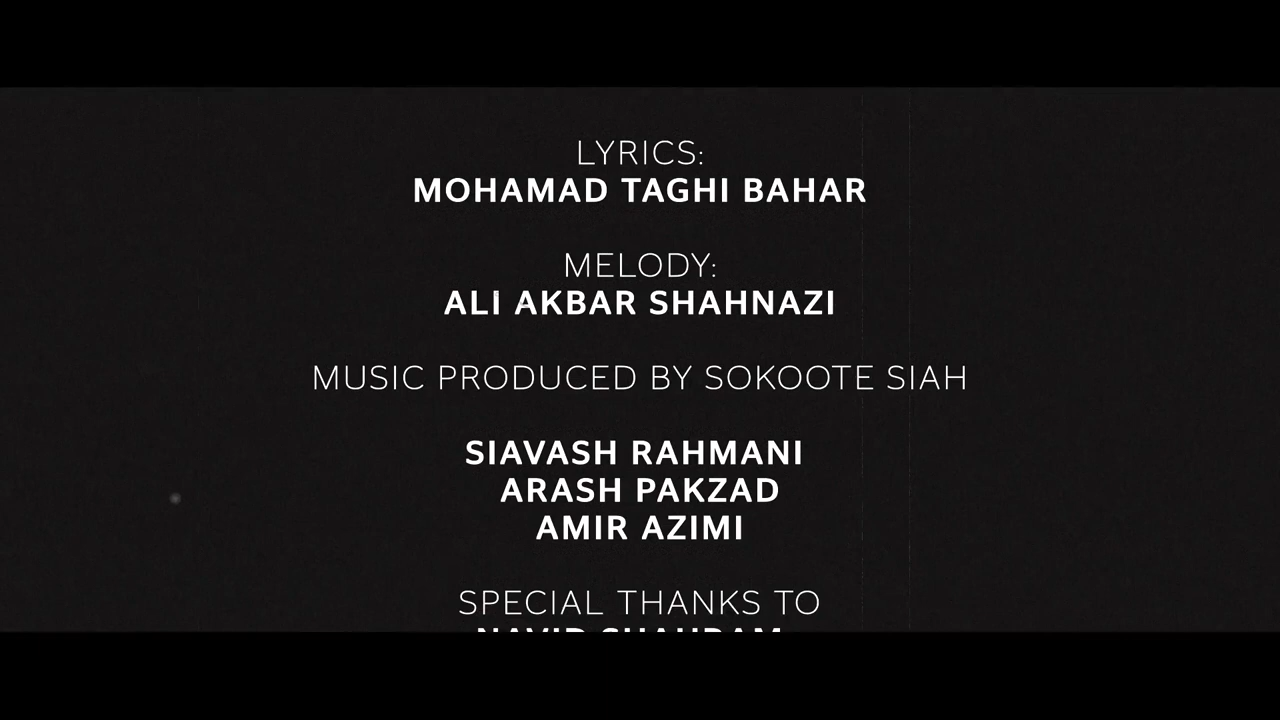 LYRICS:
MOHAMAD TAGHI BAHAR
MELODY:
ALI AKBAR SHAHNAZI
MUSIC PRODUCED BY SOKOOTE SIAH
SIAVASH RAHMANI
ARASH PAKZAD
AMIR AZIMI
SPECIAL THANKS TO
NAVID